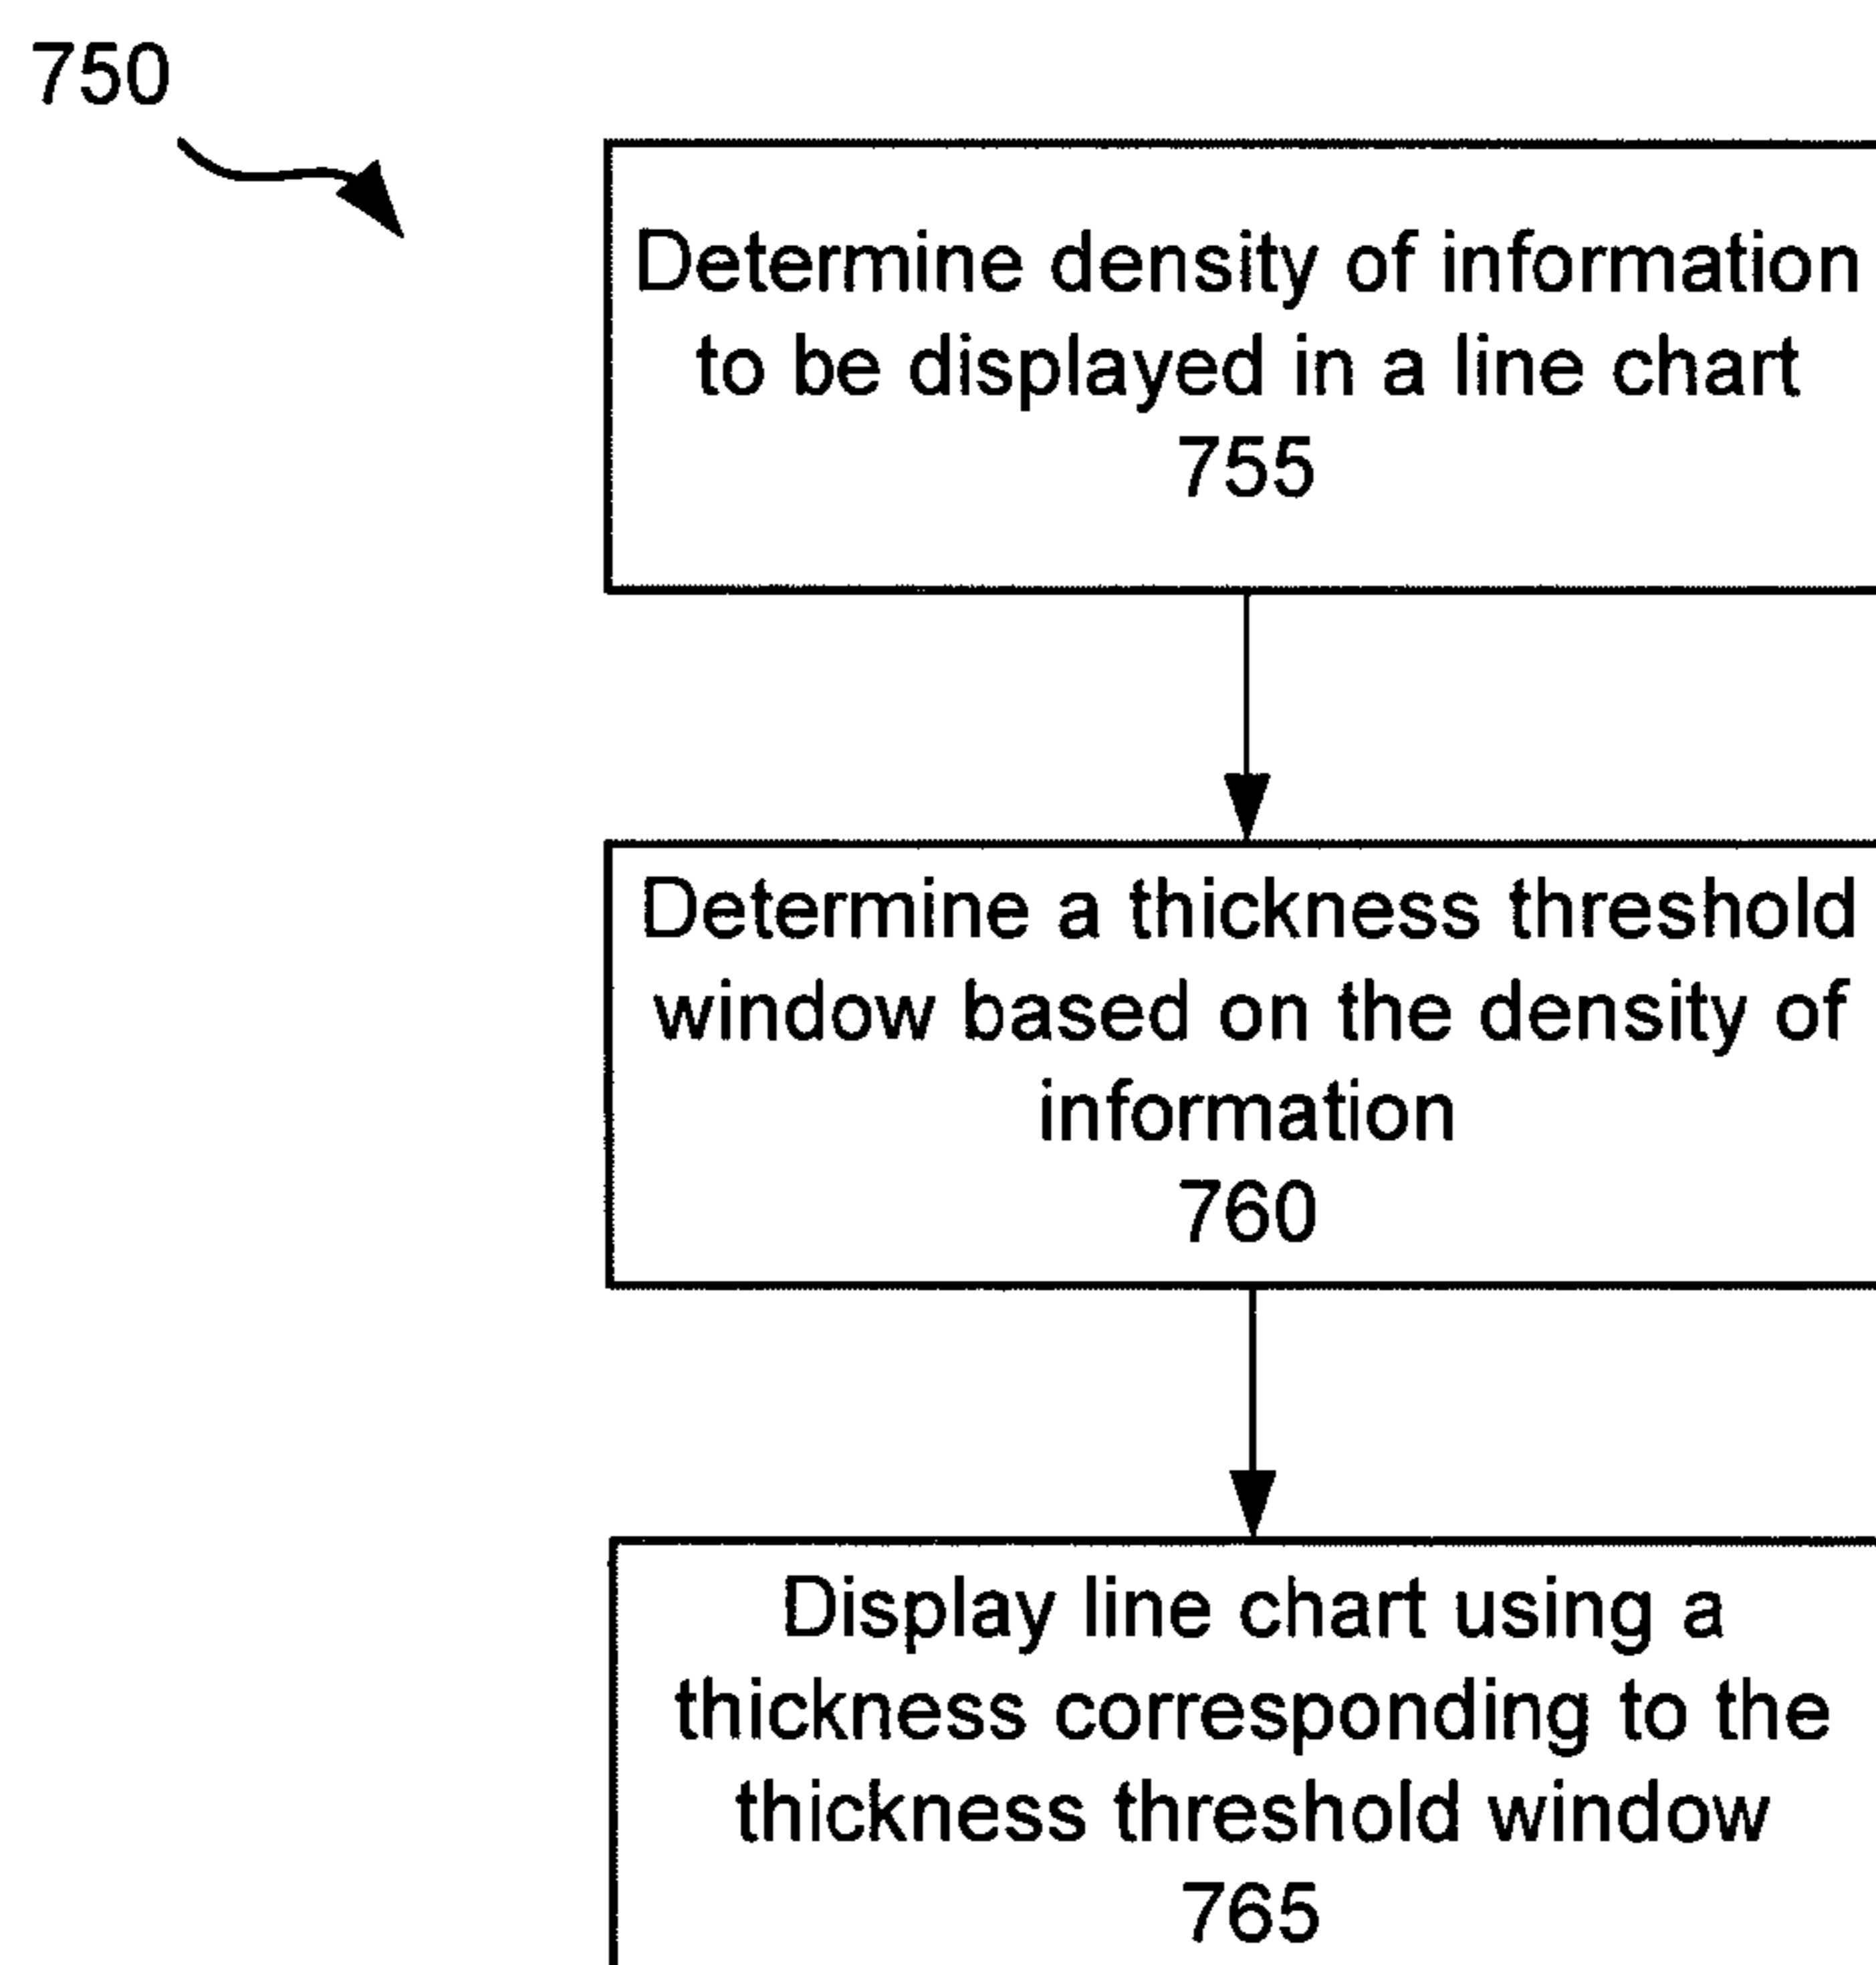 750
Determine density of information
to be displayed in a line chart
755
Determine a thickness threshold
window based on the density of
information
760
Display line chart using a
thickness corresponding to the
thickness threshold window
765